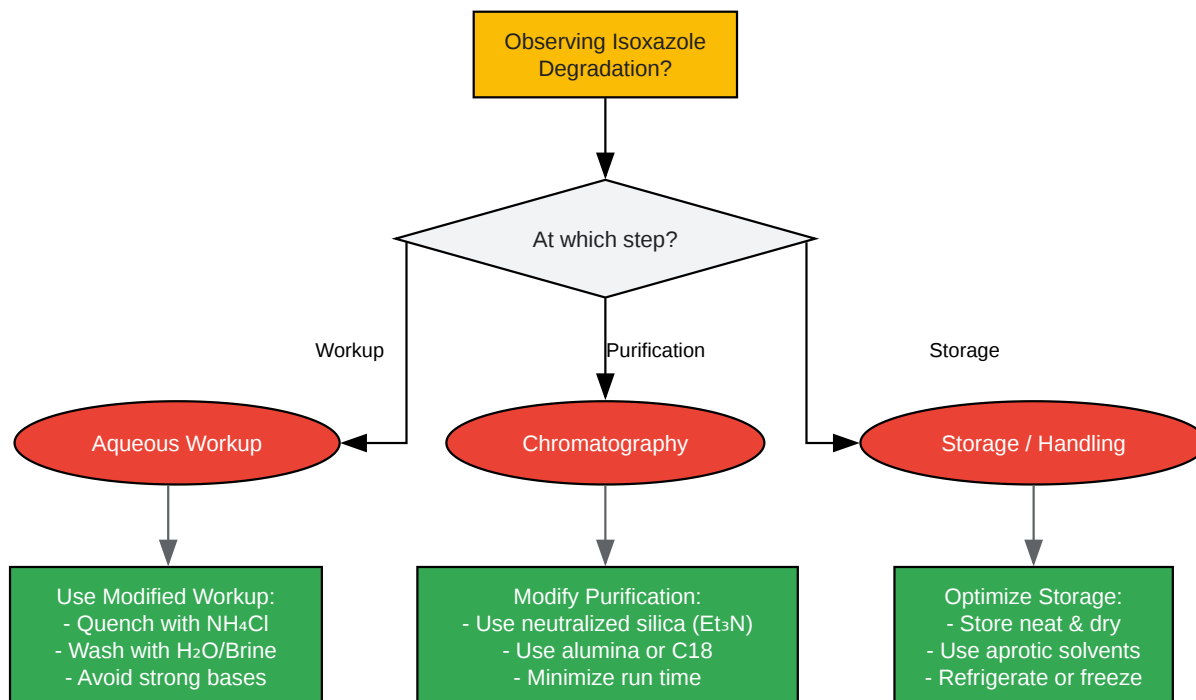 Observing Isoxazole
Degradation?
At which step?
Workup
Purification
Storage
Aqueous Workup
Chromatography
Storage / Handling
Use Modified Workup:
- Quench with NH₄Cl
- Wash with H₂O/Brine
- Avoid strong bases
Modify Purification:
- Use neutralized silica (Et₃N)
- Use alumina or C18
- Minimize run time
Optimize Storage:
- Store neat & dry
- Use aprotic solvents
- Refrigerate or freeze